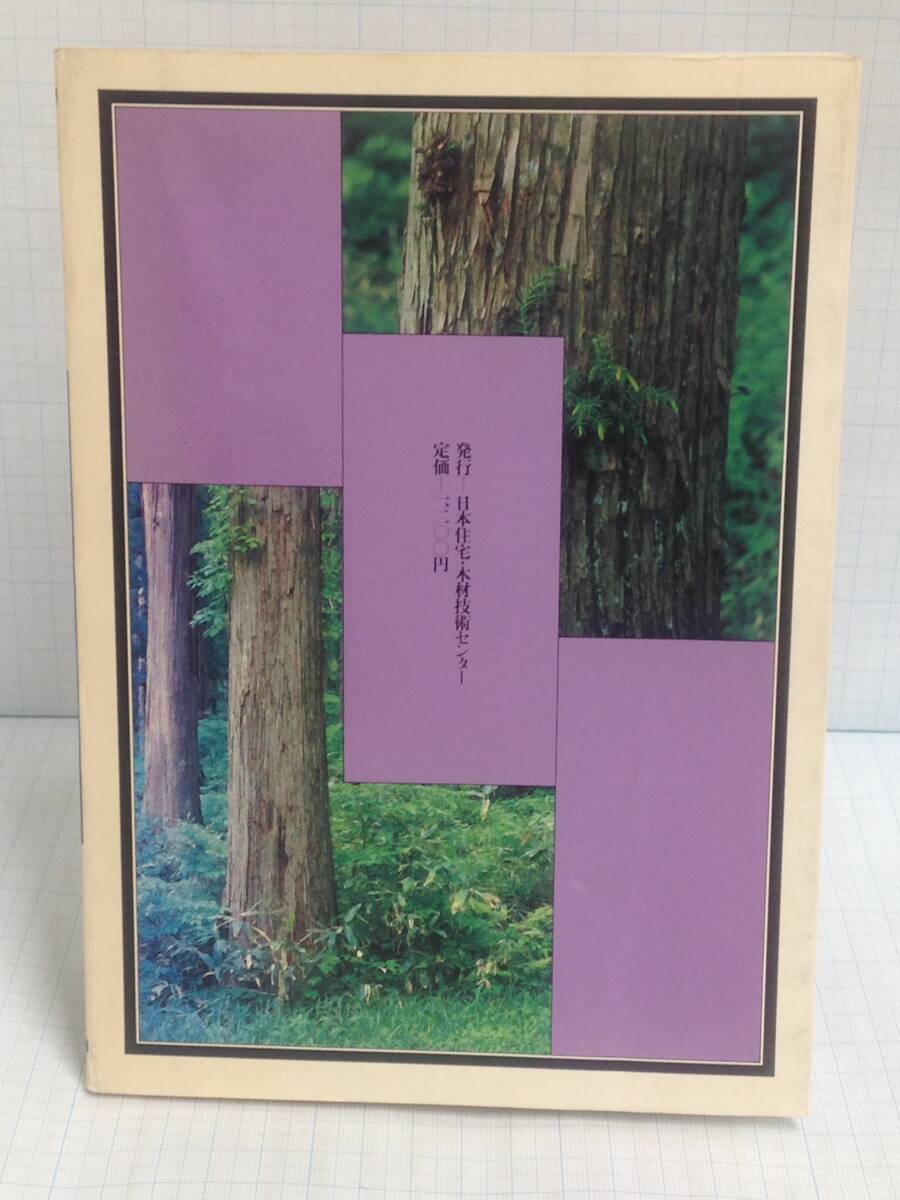 発行—日本住宅・木材技術センター
定価—一、二〇〇円